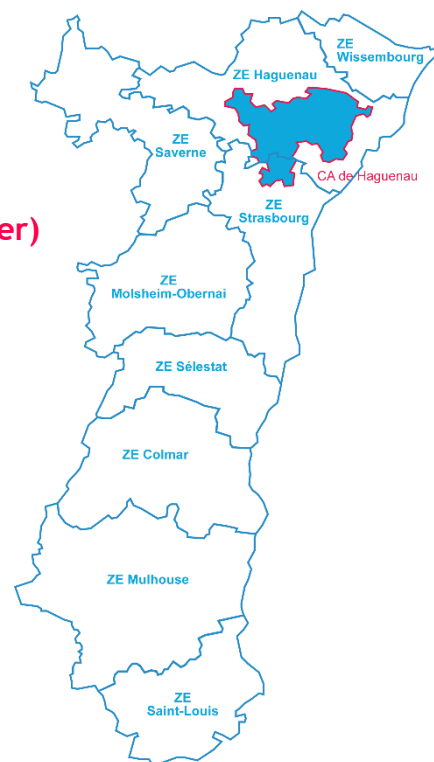 ZE
Wissembourg
ZE Haguenau
ZE
Saverne
CA de Haguenau
ZE
Strasbourg
er)
ZE
Molsheim-Obernai
ZE Sélestat
ZE Colmar
ZE Mulhouse
ZE
Saint-Louis